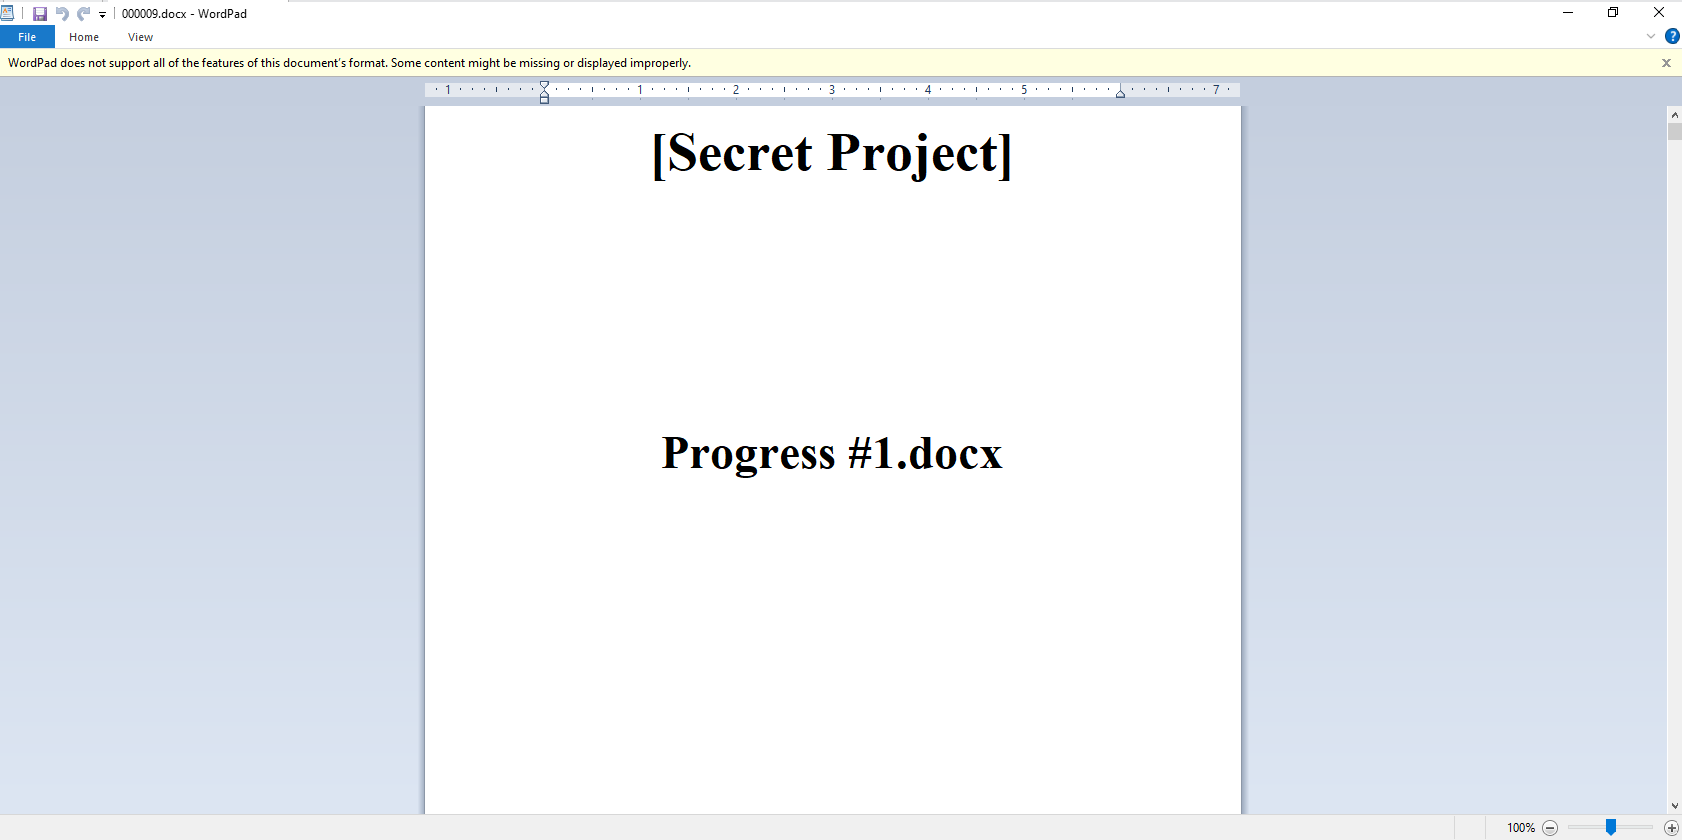 000009.docx - WordPad
File Home View
WordPad does not support all of the features of this document's format. Some content might be missing or displayed improperly.
1 1 2 3 4 5 7
[Secret Project]
Progress #1.docx
100%